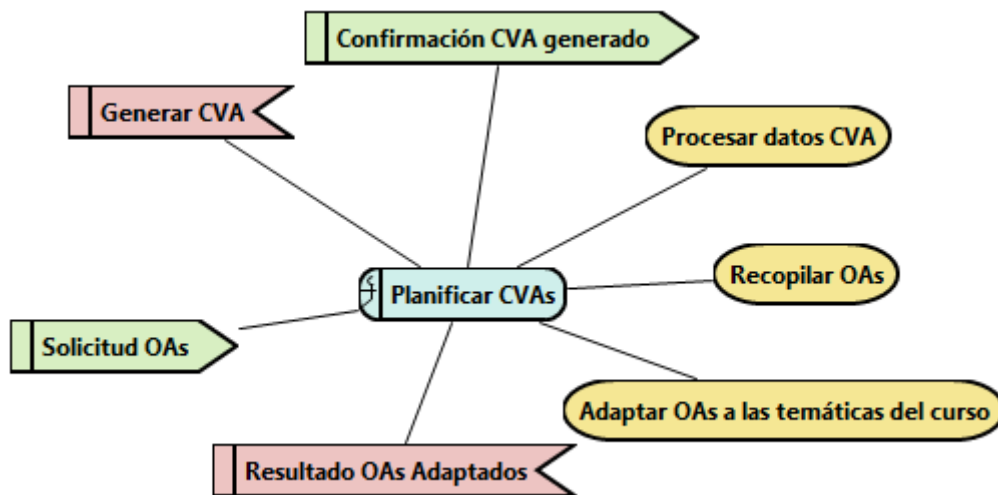 Confirmación CVA generado
Generar CVA
Procesar datos CVA
Recopilar OAs
Planificar CVAs
Solicitud OAs
Adaptar OAs a las temáticas del curso
Resultado OAs Adaptados